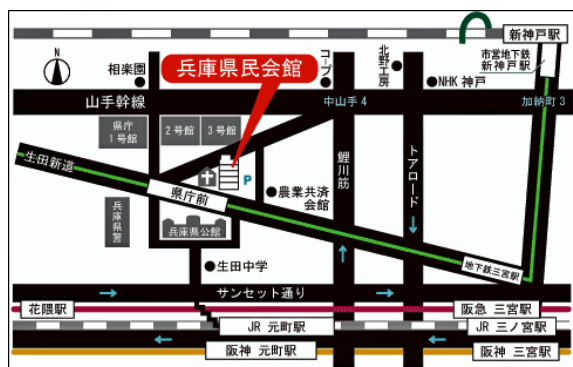 新神戸駅
N
相楽園
兵庫県民会館
コープ
北野工房
市営地下鉄
新神戸駅
NHK 神戸
山手幹線
中山手 4
加納町 3
県庁
1号館
2号館
3号館
生田新道
鯉川筋
トアロード
県庁前
P
農業共済
会館
兵庫県警
兵庫県公館
生田中学
地下鉄三宮駅
サンセット通り
花隈駅
阪急 三宮駅
JR 元町駅
JR 三ノ宮駅
阪神 元町駅
阪神 三宮駅